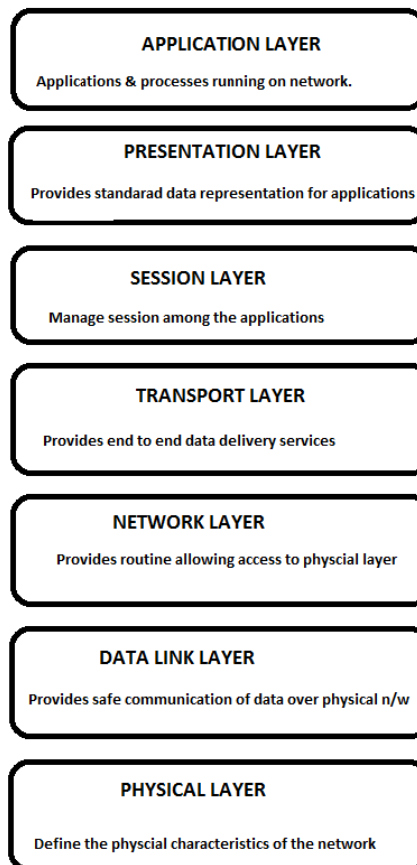 APPLICATION LAYER
Applications & processes running on network.
PRESENTATION LAYER
Provides standarad data representation for applications
SESSION LAYER
Manage session among the applications
TRANSPORT LAYER
Provides end to end data delivery services
NETWORK LAYER
Provides routine allowing access to physcial layer
DATA LINK LAYER
Provides safe communication of data over physical n/w
PHYSICAL LAYER
Define the physcial characteristics of the network